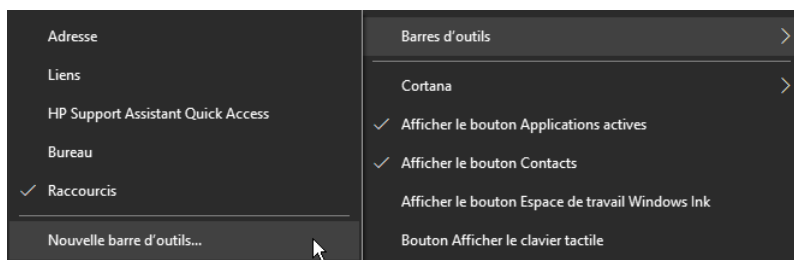 Adresse
Liens
HP Support Assistant Quick Access
Bureau
Raccourcis
Nouvelle barre d'outils...
Barres d'outils
Cortana
Afficher le bouton Applications actives
Afficher le bouton Contacts
Afficher le bouton Espace de travail Windows Ink
Bouton Afficher le clavier tactile